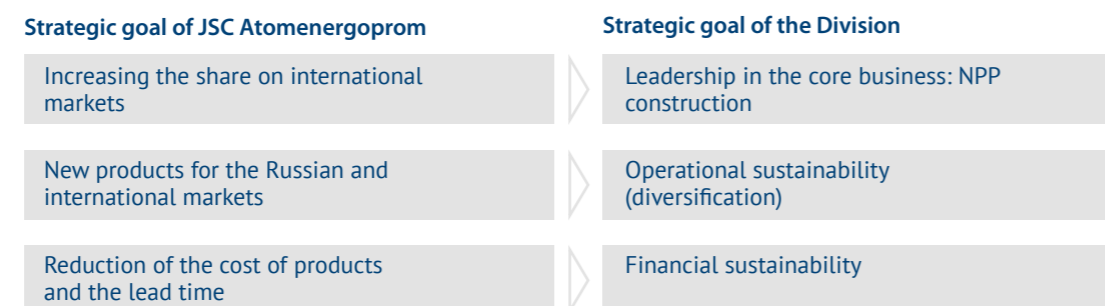 Strategic goal of JSC Atomenergoprom
Strategic goal of the Division
Increasing the share on international
markets
Leadership in the core business: NPP
construction
New products for the Russian and
international markets
Operational sustainability
(diversification)
Reduction of the cost of products
and the lead time
Financial sustainability